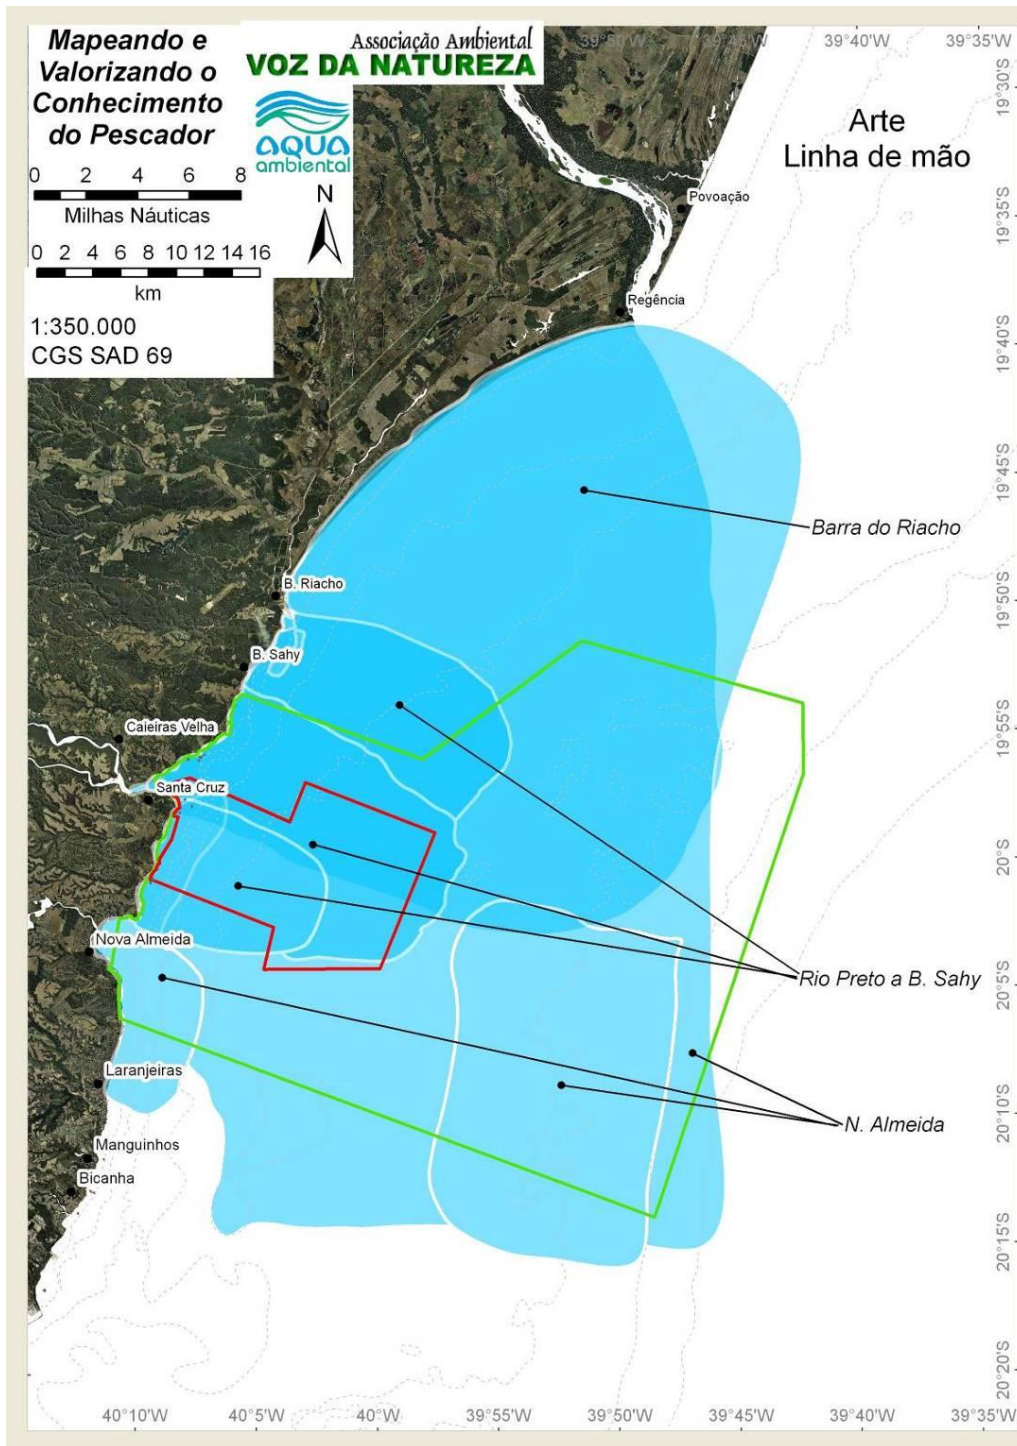 Mapeando e
Valorizando o
Conhecimento
do Pescador
Associação Ambiental
VOZ DA NATUREZA
AQUA
ambiental
0 2 4 6 8
Milhas Náuticas
0 2 4 6 8 10 12 14 16
km
N
1:350.000
CGS SAD 69
39°50'W 39°45'W 39°40'W 39°35'W
Arte
Linha de mão
Povoação
Regência
Barra do Riacho
B. Riacho
B. Sahy
Caieiras Velha
Santa Cruz
Nova Almeida
Rio Preto a B. Sahy
Laranjeiras
N. Almeida
Manguinhos
Bicanha
19°30'S
19°35'S
19°40'S
19°45'S
19°50'S
19°55'S
20°S
20°5'S
20°10'S
20°15'S
20°20'S
40°10'W 40°5'W 40°W 39°55'W 39°50'W 39°45'W 39°40'W 39°35'W